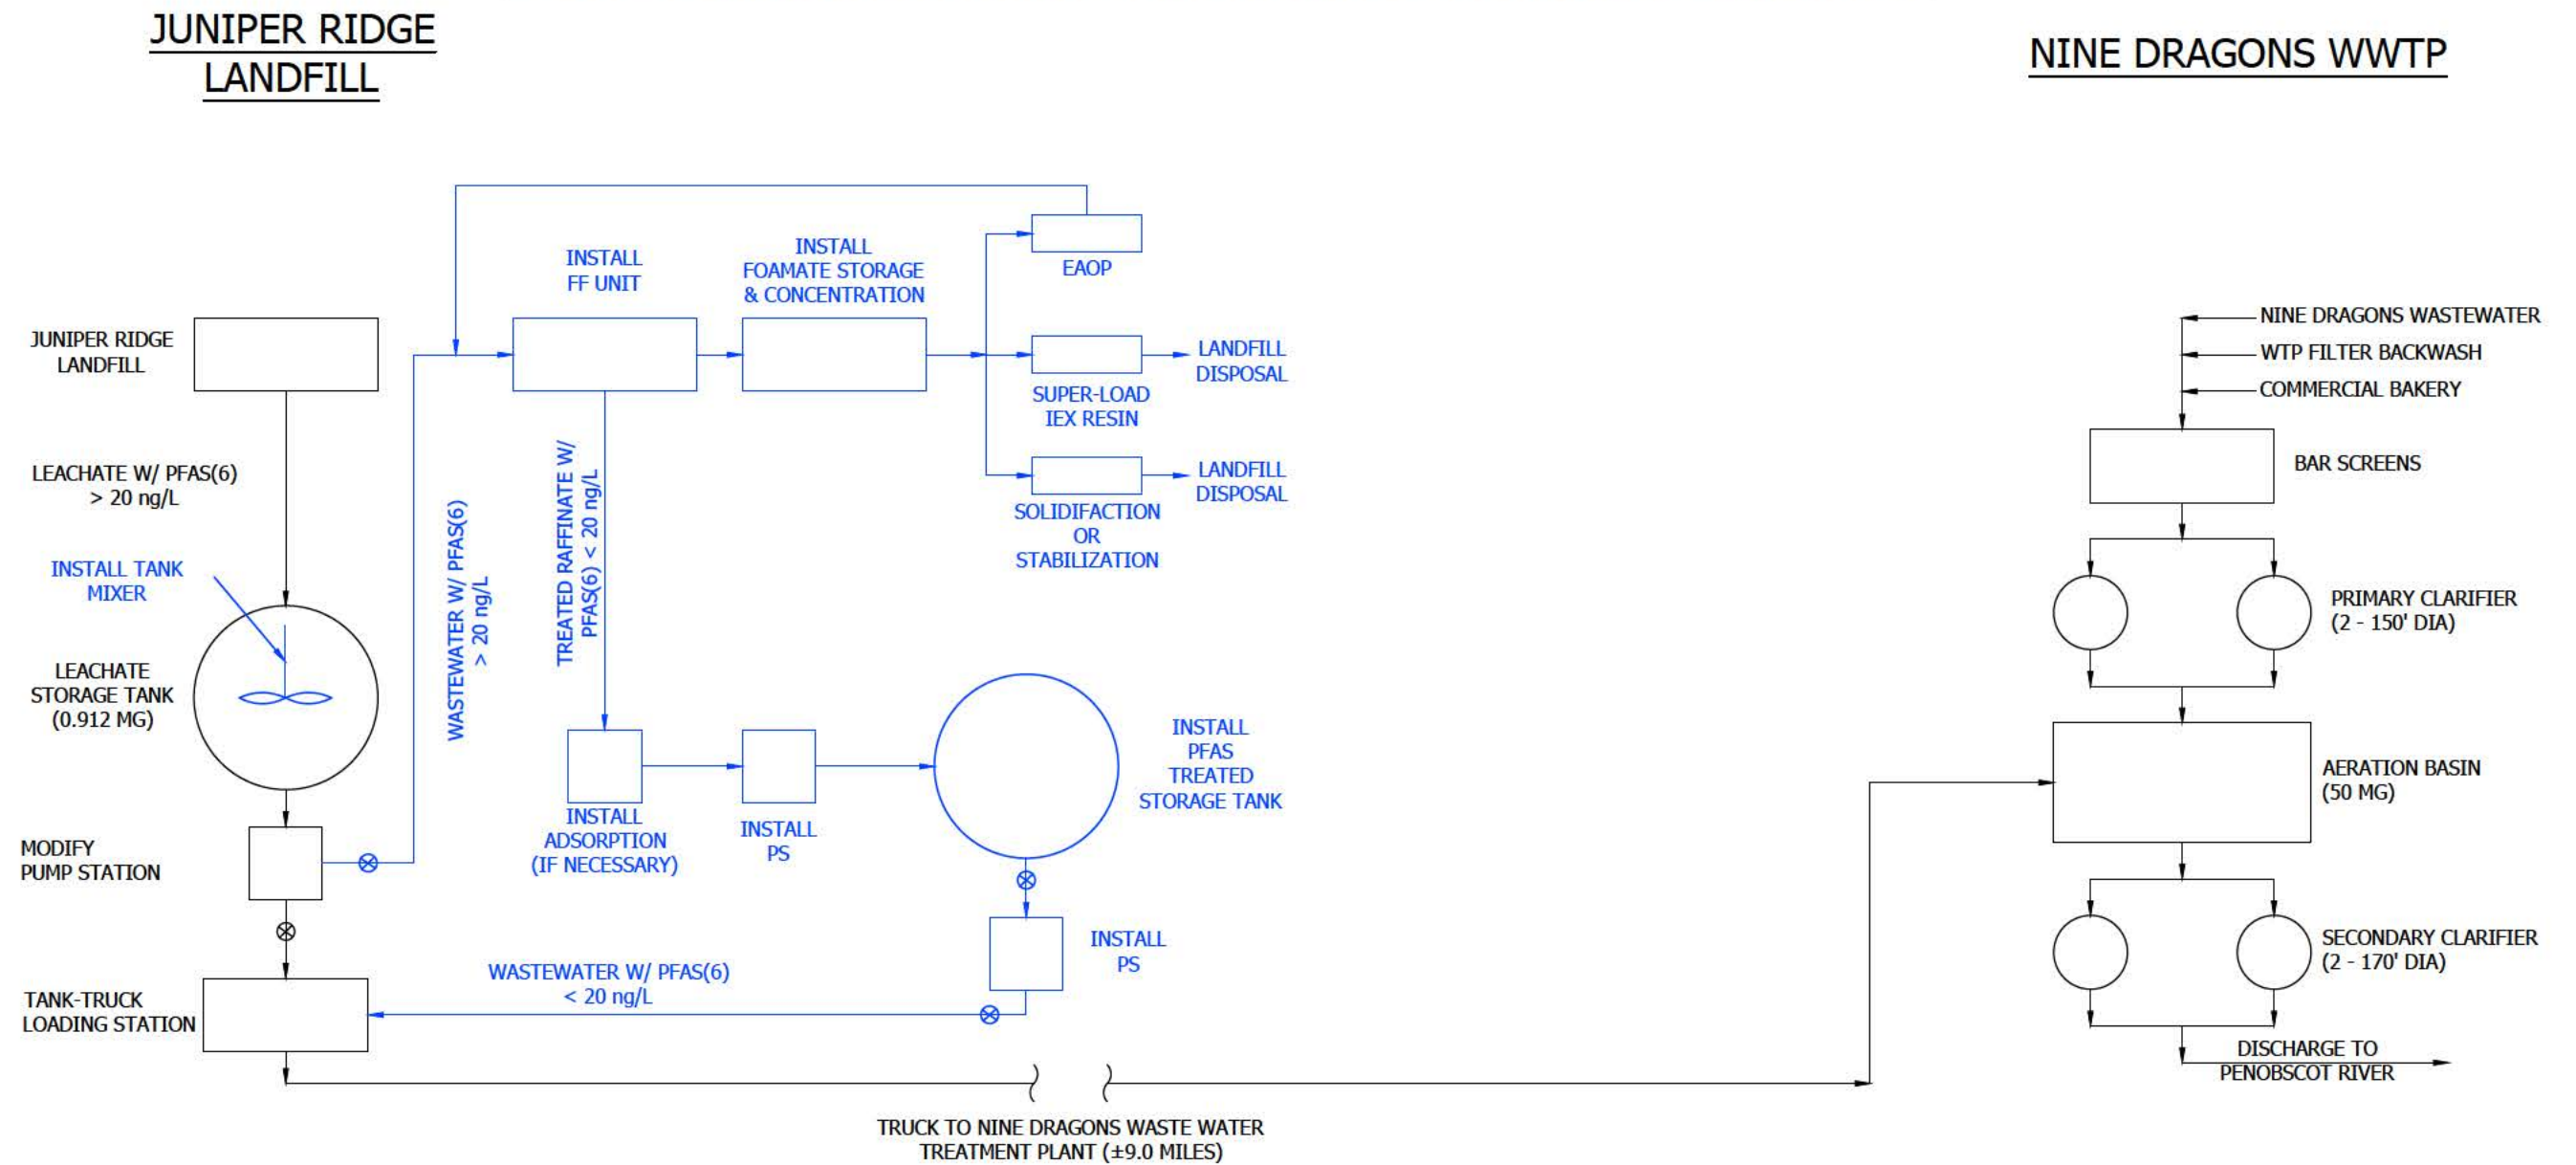 JUNIPER RIDGE
LANDFILL
NINE DRAGONS WWTP
JUNIPER RIDGE
LANDFILL
LEACHATE W/ PFAS(6)
> 20 ng/L
INSTALL TANK
MIXER
LEACHATE
STORAGE TANK
(0.912 MG)
MODIFY
PUMP STATION
TANK-TRUCK
LOADING STATION
WASTEWATER W/ PFAS(6)
> 20 ng/L
INSTALL
FF UNIT
INSTALL
FOAMATE STORAGE
& CONCENTRATION
EAOP
SUPER-LOAD
IEX RESIN
LANDFILL
DISPOSAL
SOLIDIFACTION
OR
STABILIZATION
LANDFILL
DISPOSAL
TREATED RAFFINATE W/
PFAS(6) < 20 ng/L
INSTALL
ADSORPTION
(IF NECESSARY)
INSTALL
PS
INSTALL
PFAS
TREATED
STORAGE TANK
INSTALL
PS
WASTEWATER W/ PFAS(6)
< 20 ng/L
TRUCK TO NINE DRAGONS WASTE WATER
TREATMENT PLANT (±9.0 MILES)
NINE DRAGONS WASTEWATER
WTP FILTER BACKWASH
COMMERCIAL BAKERY
BAR SCREENS
PRIMARY CLARIFIER
(2 - 150' DIA)
AERATION BASIN
(50 MG)
SECONDARY CLARIFIER
(2 - 170' DIA)
DISCHARGE TO
PENOBSCOT RIVER